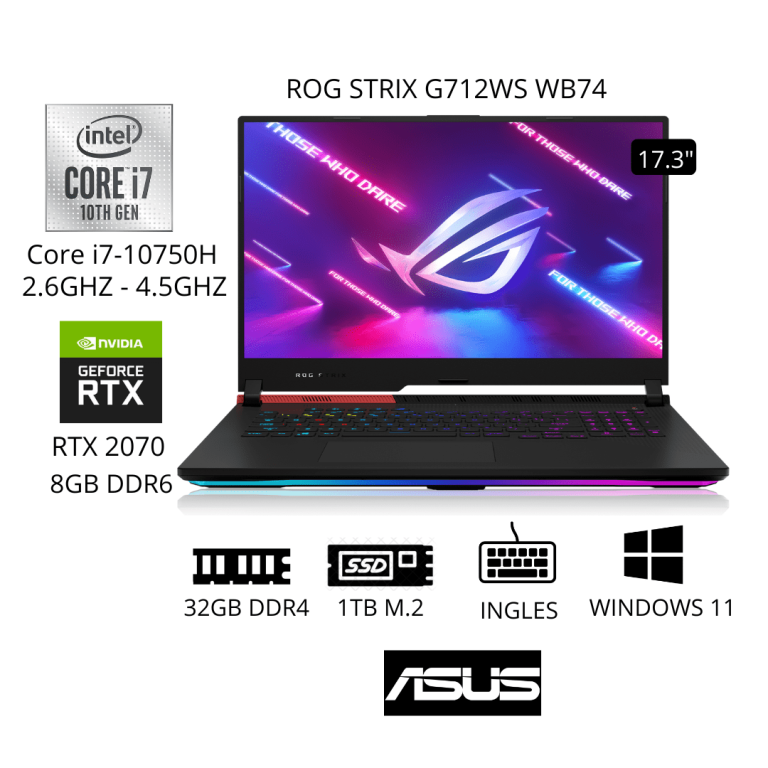 ROG STRIX G712WS WB74
intel
CORE i7
10TH GEN
Core i7-10750H
2.6GHZ - 4.5GHZ
NVIDIA
GEFORCE
RTX
RTX 2070
8GB DDR6
17.3"
THOSE WHO DARE
FOR THOSE WHO DARE
FOR THOSE WHO DARE
FOR THOSE WHO DAR
ROG
32GB DDR4
SSD
1TB M.2
INGLES
WINDOWS 11
ASUS